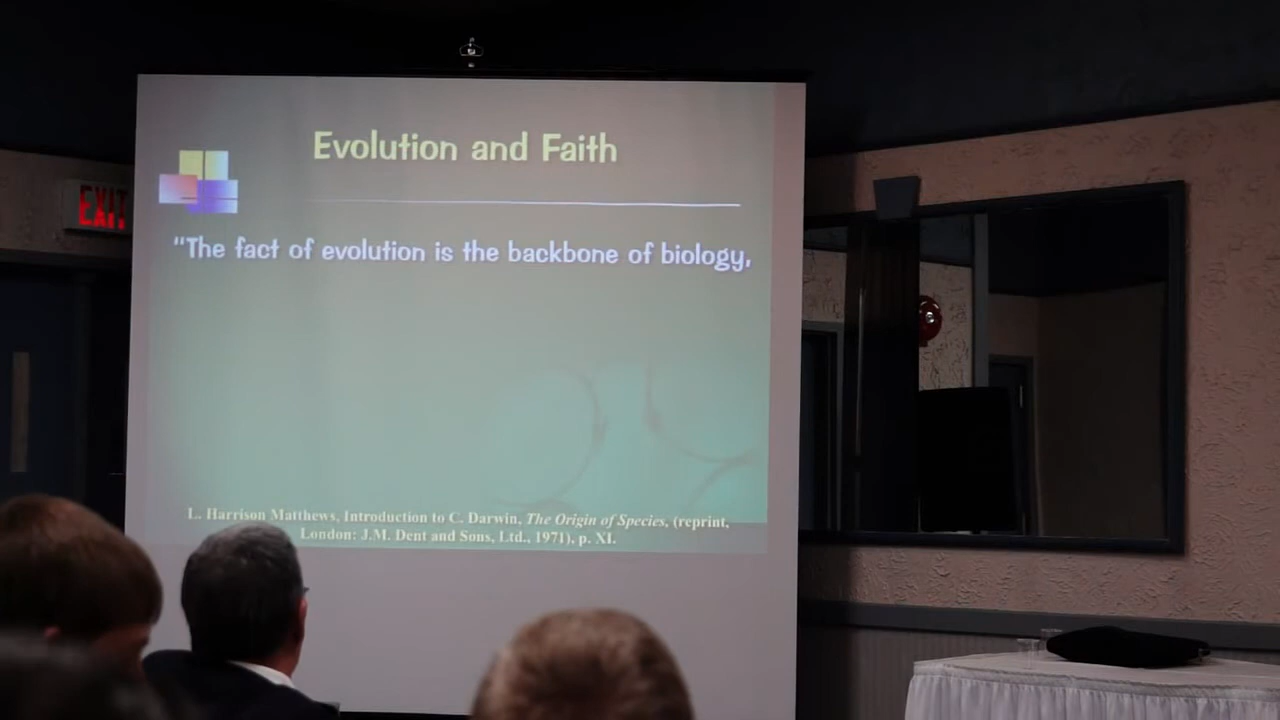 EXIT
Evolution and Faith
"The fact of evolution is the backbone of biology,
L. Harrison Matthews, Introduction to C. Darwin, The Origin of Species, (reprint,
London: J.M. Dent and Sons, Ltd., 1971), p. XI.